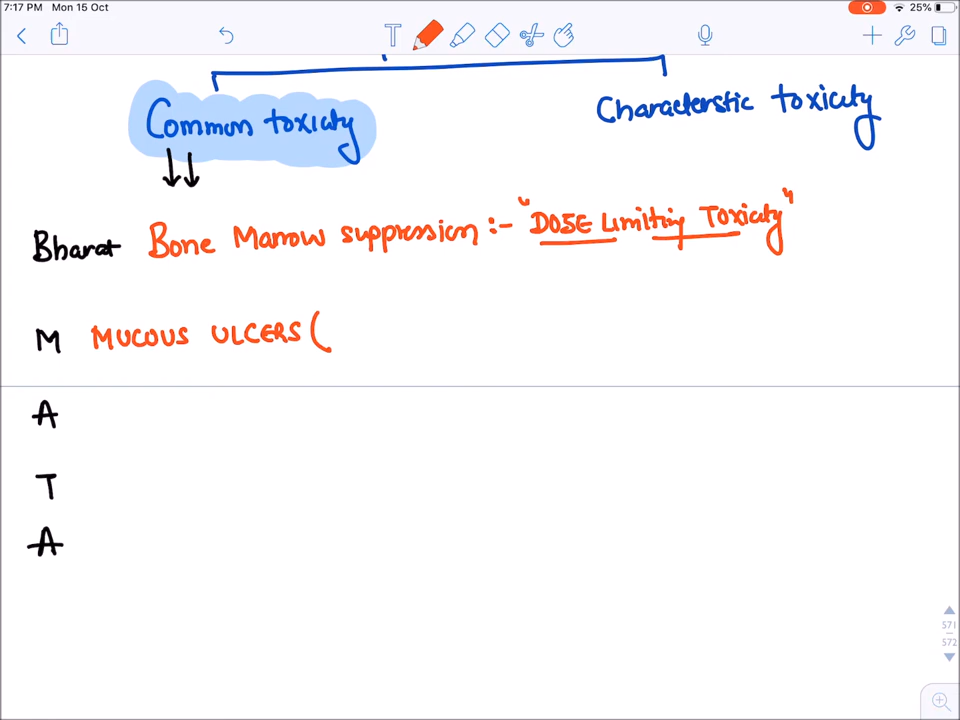 7:17 PM Mon 15 Oct 25%
T
Common toxicity
Characterstic toxicity
Bharat Bone Marrow suppression :- "DOSE Limiting Toxicity"
M MUCOUS ULCERS (
A
T
A
571
572